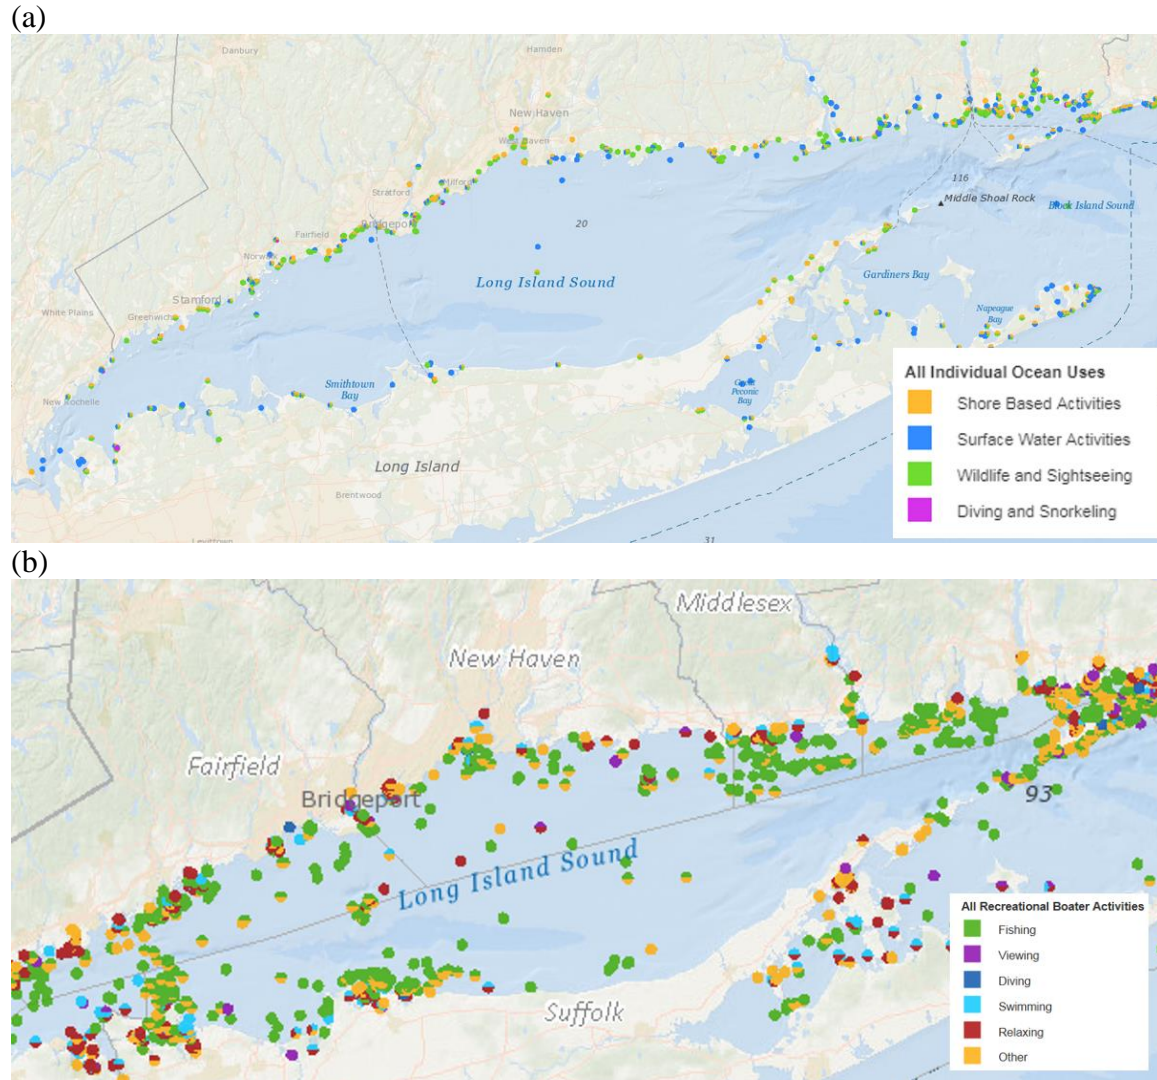 (a)
Danbury
Hamden
New Haven
West Haven
Milford
Stratford
Bridgeport
Fairfield
Norwalk
Stamford
Greenwich
White Plains
New Rochelle
116
Middle Shoal Rock
Block Island Sound
20
Long Island Sound
Gardiners Bay
Napeague
Bay
Smithtown
Bay
Peconic
Bay
Long Island
Brentwood
Levittown
31
All Individual Ocean Uses
Shore Based Activities
Surface Water Activities
Wildlife and Sightseeing
Diving and Snorkeling
(b)
Middlesex
New Haven
Fairfield
Bridgeport
93
Long Island Sound
Suffolk
All Recreational Boater Activities
Fishing
Viewing
Diving
Swimming
Relaxing
Other